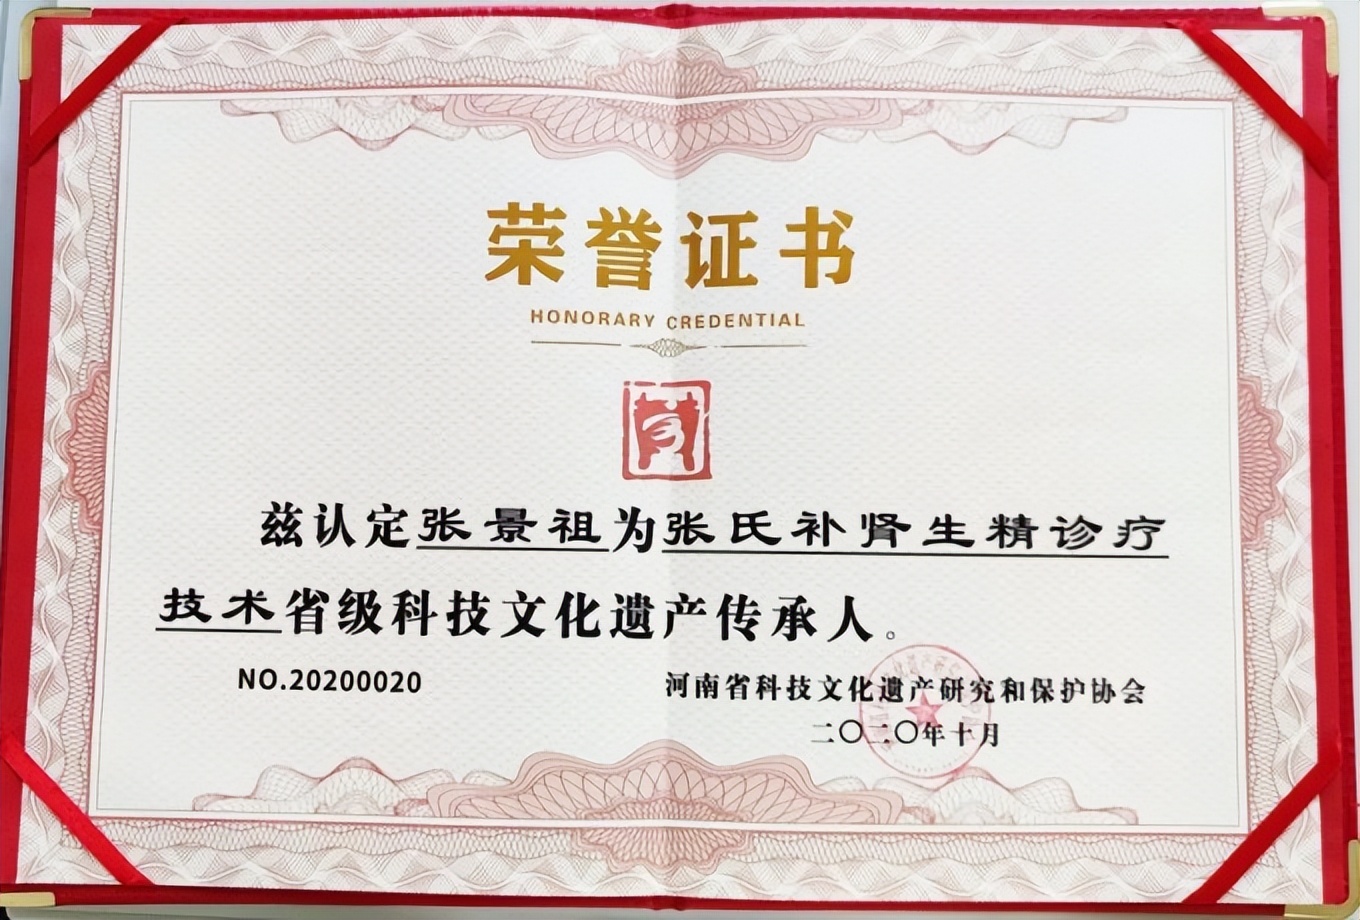 荣誉证书
HONORARY CREDENTIAL
兹认定张景祖为张氏补肾生精诊疗
技术省级科技文化遗产传承人。
NO.20200020
河南省科技文化遗产研究和保护协会
二〇二〇年十月